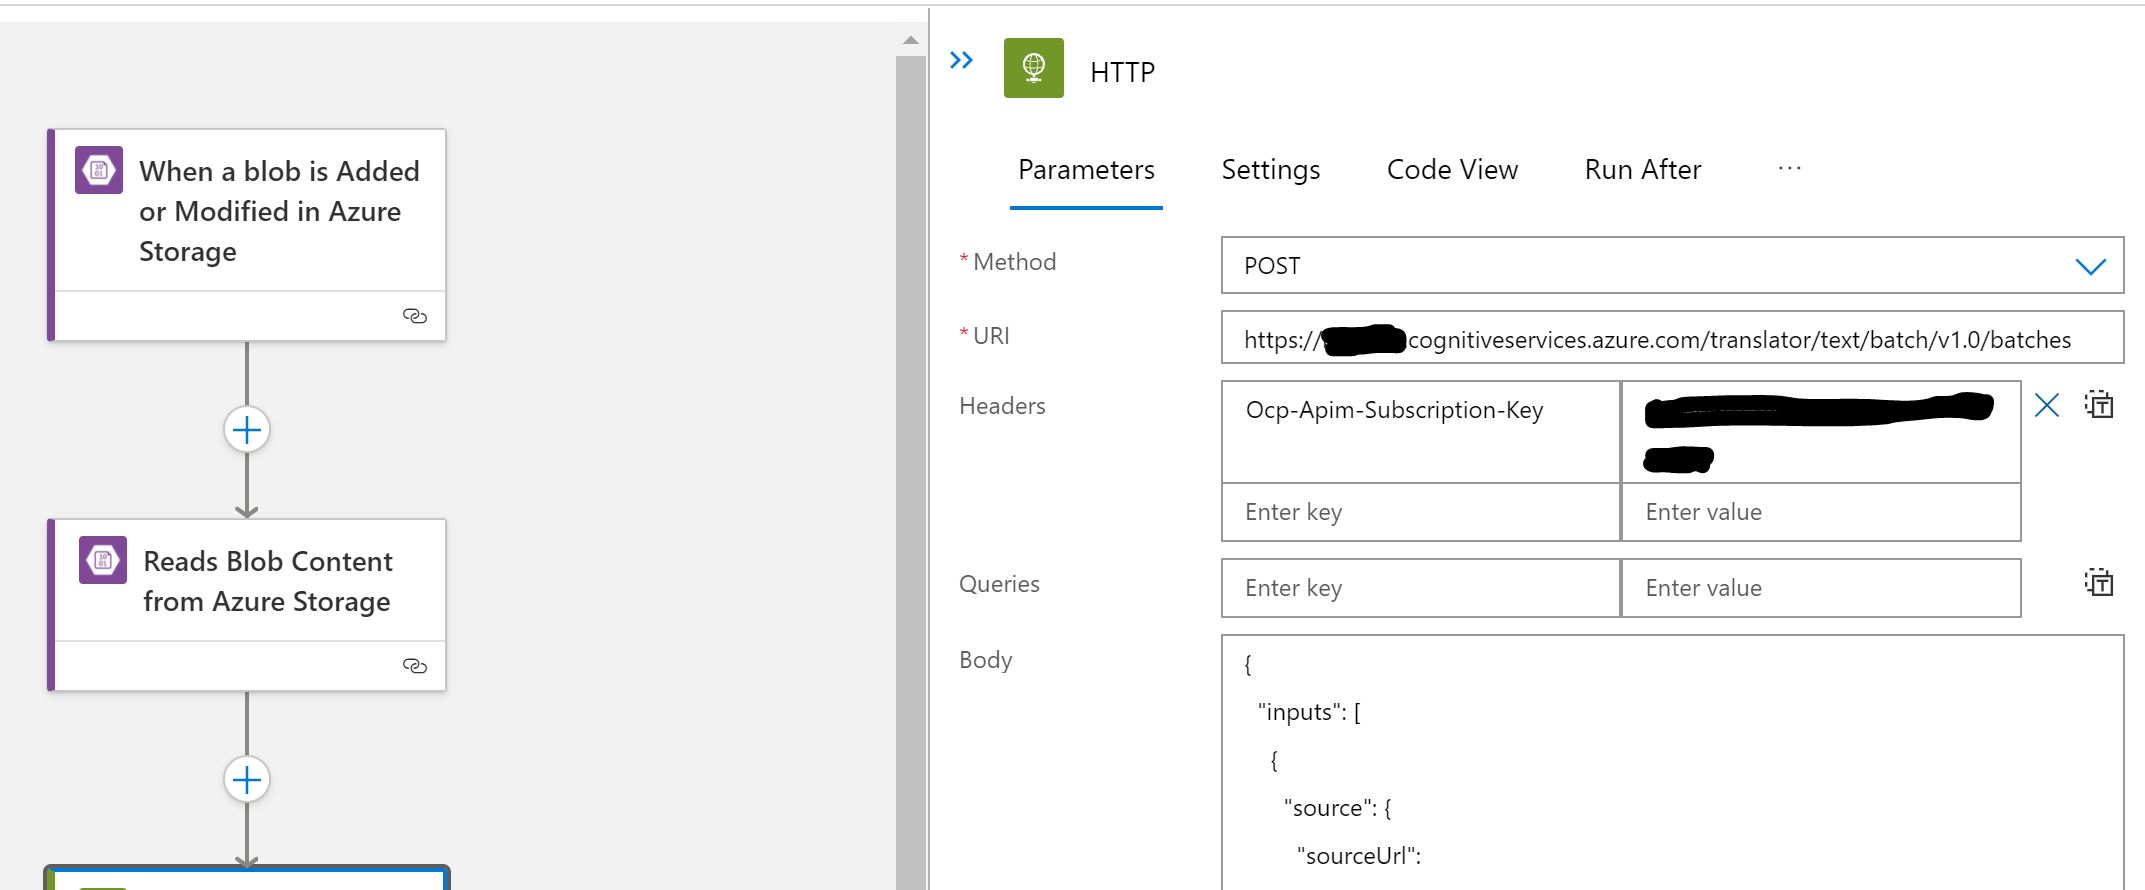 When a blob is Added
or Modified in Azure
Storage
Reads Blob Content
from Azure Storage
HTTP
Parameters Settings Code View Run After ...
* Method POST
* URI https:// cognitiveservices.azure.com/translator/text/batch/v1.0/batches
Headers Ocp-Apim-Subscription-Key
Enter key Enter value
Queries Enter key Enter value
Body {
"inputs": [
{
"source": {
"sourceUrl":